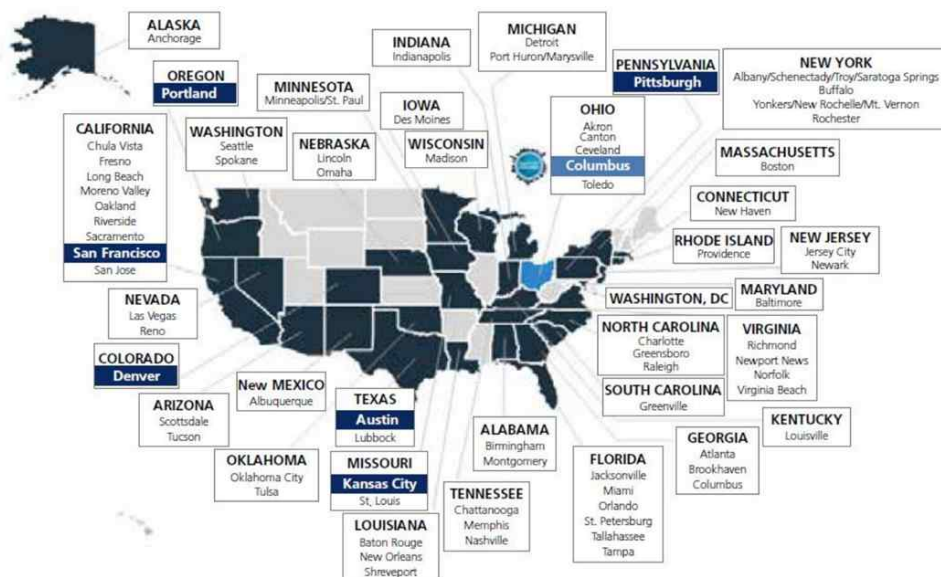 ALASKA
Anchorage
OREGON
Portland
CALIFORNIA
Chula Vista
Fresno
Long Beach
Moreno Valley
Oakland
Riverside
Sacramento
San Francisco
San Jose
WASHINGTON
Seattle
Spokane
MINNESOTA
Minneapolis/St. Paul
NEBRASKA
Lincoln
Omaha
INDIANA
Indianapolis
IOWA
Des Moines
WISCONSIN
Madison
MICHIGAN
Detroit
Port Huron/Marysville
OHIO
Akron
Canton
Ceveland
Columbus
Toledo
PENNSYLVANIA
Pittsburgh
NEW YORK
Albany/Schenectady/Troy/Saratoga Springs
Buffalo
Yonkers/New Rochelle/Mt. Vernon
Rochester
MASSACHUSETTS
Boston
CONNECTICUT
New Haven
RHODE ISLAND
Providence
NEW JERSEY
Jersey City
Newark
WASHINGTON, DC
MARYLAND
Baltimore
NEVADA
Las Vegas
Reno
COLORADO
Denver
ARIZONA
Scottsdale
Tucson
New MEXICO
Albuquerque
OKLAHOMA
Oklahoma City
Tulsa
TEXAS
Austin
Lubbock
MISSOURI
Kansas City
St. Louis
LOUISIANA
Baton Rouge
New Orleans
Shreveport
TENNESSEE
Chattanooga
Memphis
Nashville
ALABAMA
Birmingham
Montgomery
NORTH CAROLINA
Charlotte
Greensboro
Raleigh
SOUTH CAROLINA
Greenville
VIRGINIA
Richmond
Newport News
Norfolk
Virginia Beach
KENTUCKY
Louisville
GEORGIA
Atlanta
Brookhaven
Columbus
FLORIDA
Jacksonville
Miami
Orlando
St. Petersburg
Tallahassee
Tampa